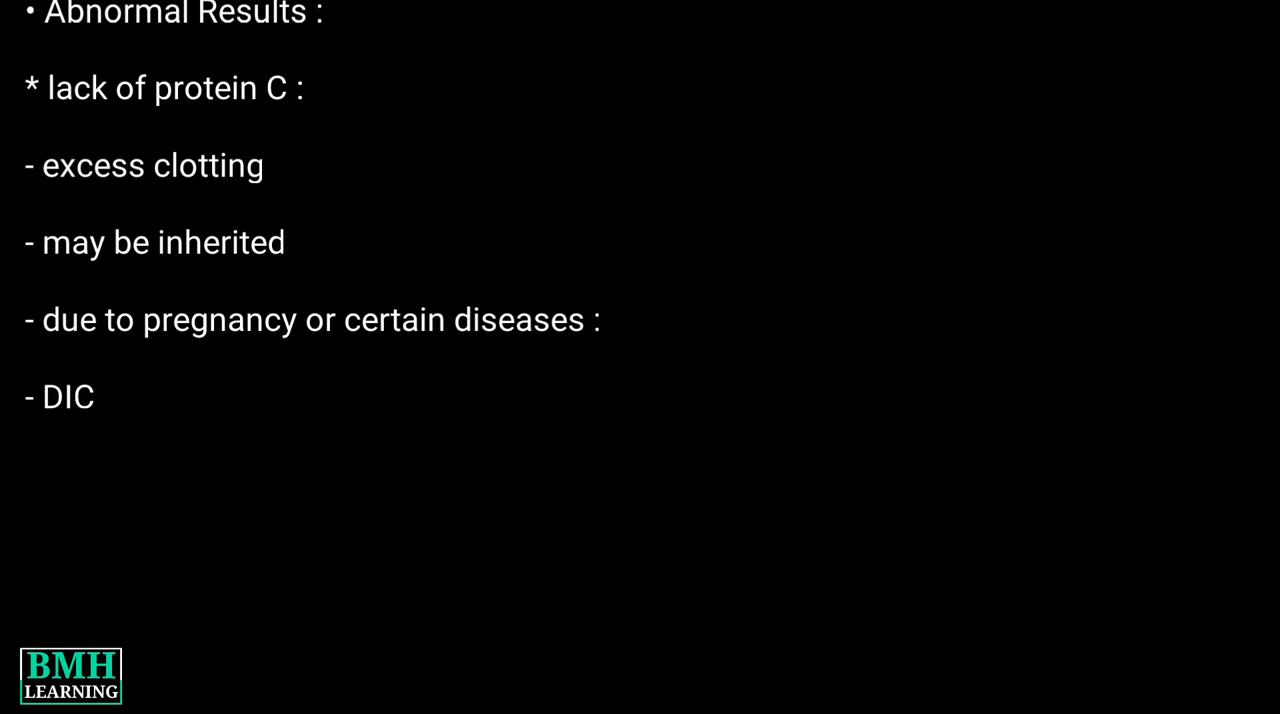 • Abnormal Results :
* lack of protein C :
- excess clotting
- may be inherited
- due to pregnancy or certain diseases :
- DIC
BMH
LEARNING